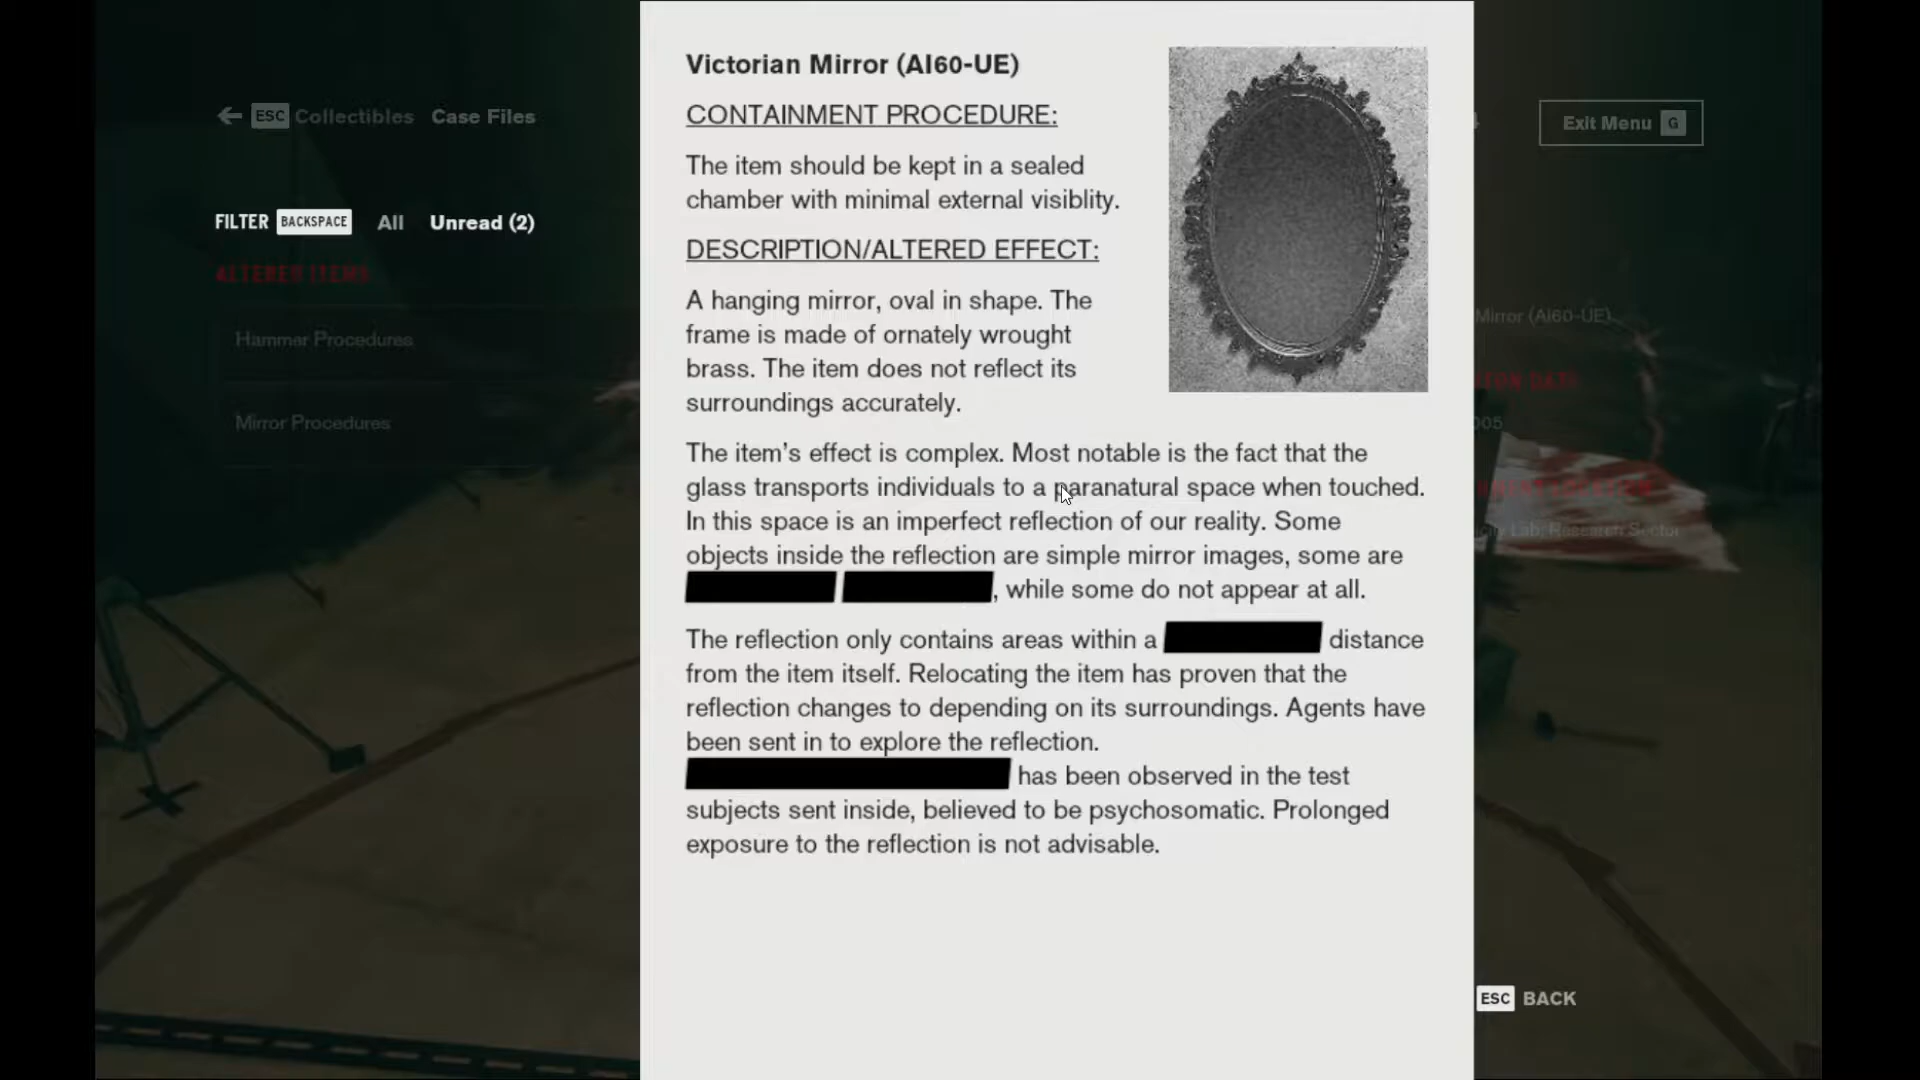 Victorian Mirror (AI60-UE)
CONTAINMENT PROCEDURE:
The item should be kept in a sealed
chamber with minimal external visiblity.
DESCRIPTION/ALTERED EFFECT:
A hanging mirror, oval in shape. The
frame is made of ornately wrought
brass. The item does not reflect its
surroundings accurately.
The item's effect is complex. Most notable is the fact that the
glass transports individuals to a paranatural space when touched.
In this space is an imperfect reflection of our reality. Some
objects inside the reflection are simple mirror images, some are
, while some do not appear at all.
The reflection only contains areas within a distance
from the item itself. Relocating the item has proven that the
reflection changes to depending on its surroundings. Agents have
been sent in to explore the reflection.
has been observed in the test
subjects sent inside, believed to be psychosomatic. Prolonged
exposure to the reflection is not advisable.
ESC Collectibles Case Files
Exit Menu G
FILTER BACKSPACE All Unread (2)
ALTERED ITEMS
Hammer Procedures
Mirror Procedures
Mirror (AI60-UE)
Lab, Research Sector
ESC BACK